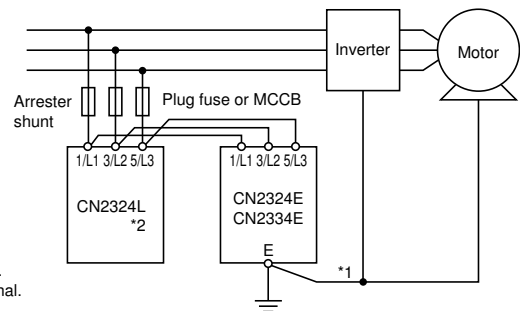 Inverter
Motor
Arrester
shunt
Plug fuse or MCCB
1/L1 3/L2 5/L3
1/L1 3/L2 5/L3
CN2324L
*2
CN2324E
CN2334E
E
*1
nal.